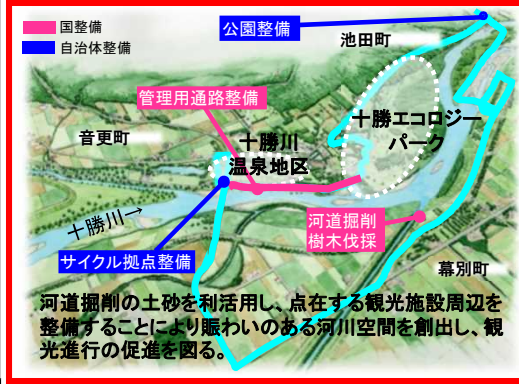 国整備
自治体整備
公園整備
池田町
管理用通路整備
十勝エコロジー
パーク
音更町
十勝川
温泉地区
十勝川→
河道掘削
樹木伐採
サイクル拠点整備
幕別町
河道掘削の土砂を利活用し、点在する観光施設周辺を
整備することにより賑わいのある河川空間を創出し、観
光進行の促進を図る。